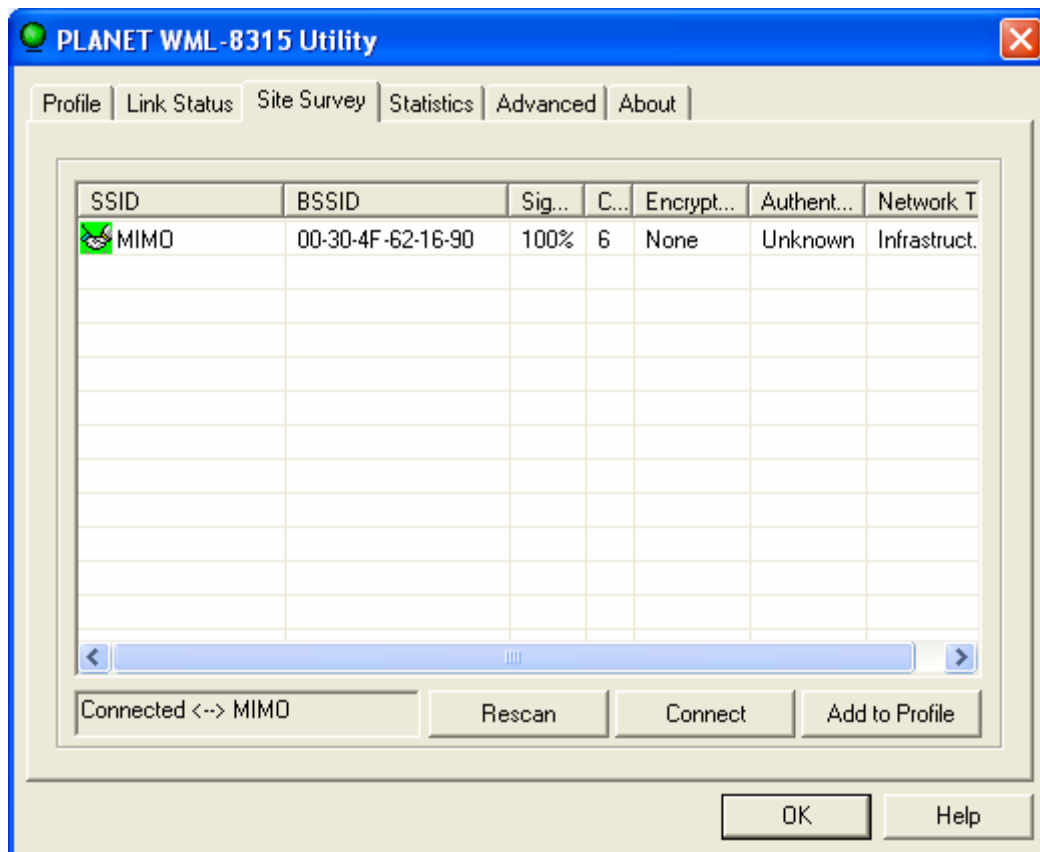 PLANET WML-8315 Utility
Profile Link Status Site Survey Statistics Advanced About
SSID BSSID Sig... C... Encrypt... Authent... Network T
MIMO 00-30-4F-62-16-90 100% 6 None Unknown Infrastruct.
Connected <--> MIMO Rescan Connect Add to Profile
OK Help